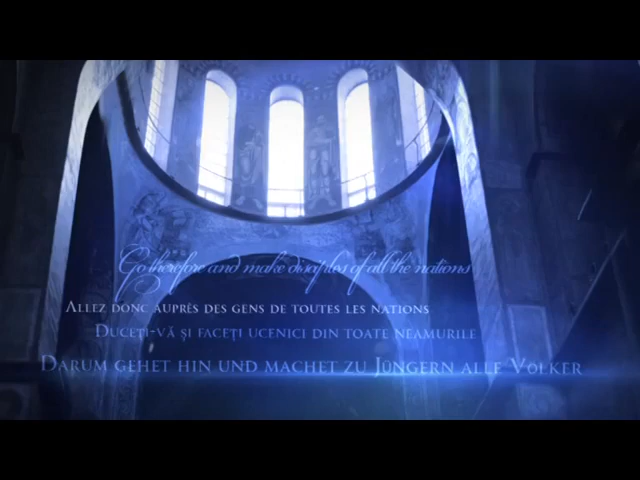 Go therefore and make disciples of all the nations
Allez donc auprès des gens de toutes les nations
Duceți-vă și faceți ucenici din toate neamurile
Darum gehet hin und machet zu Jüngern alle Völker